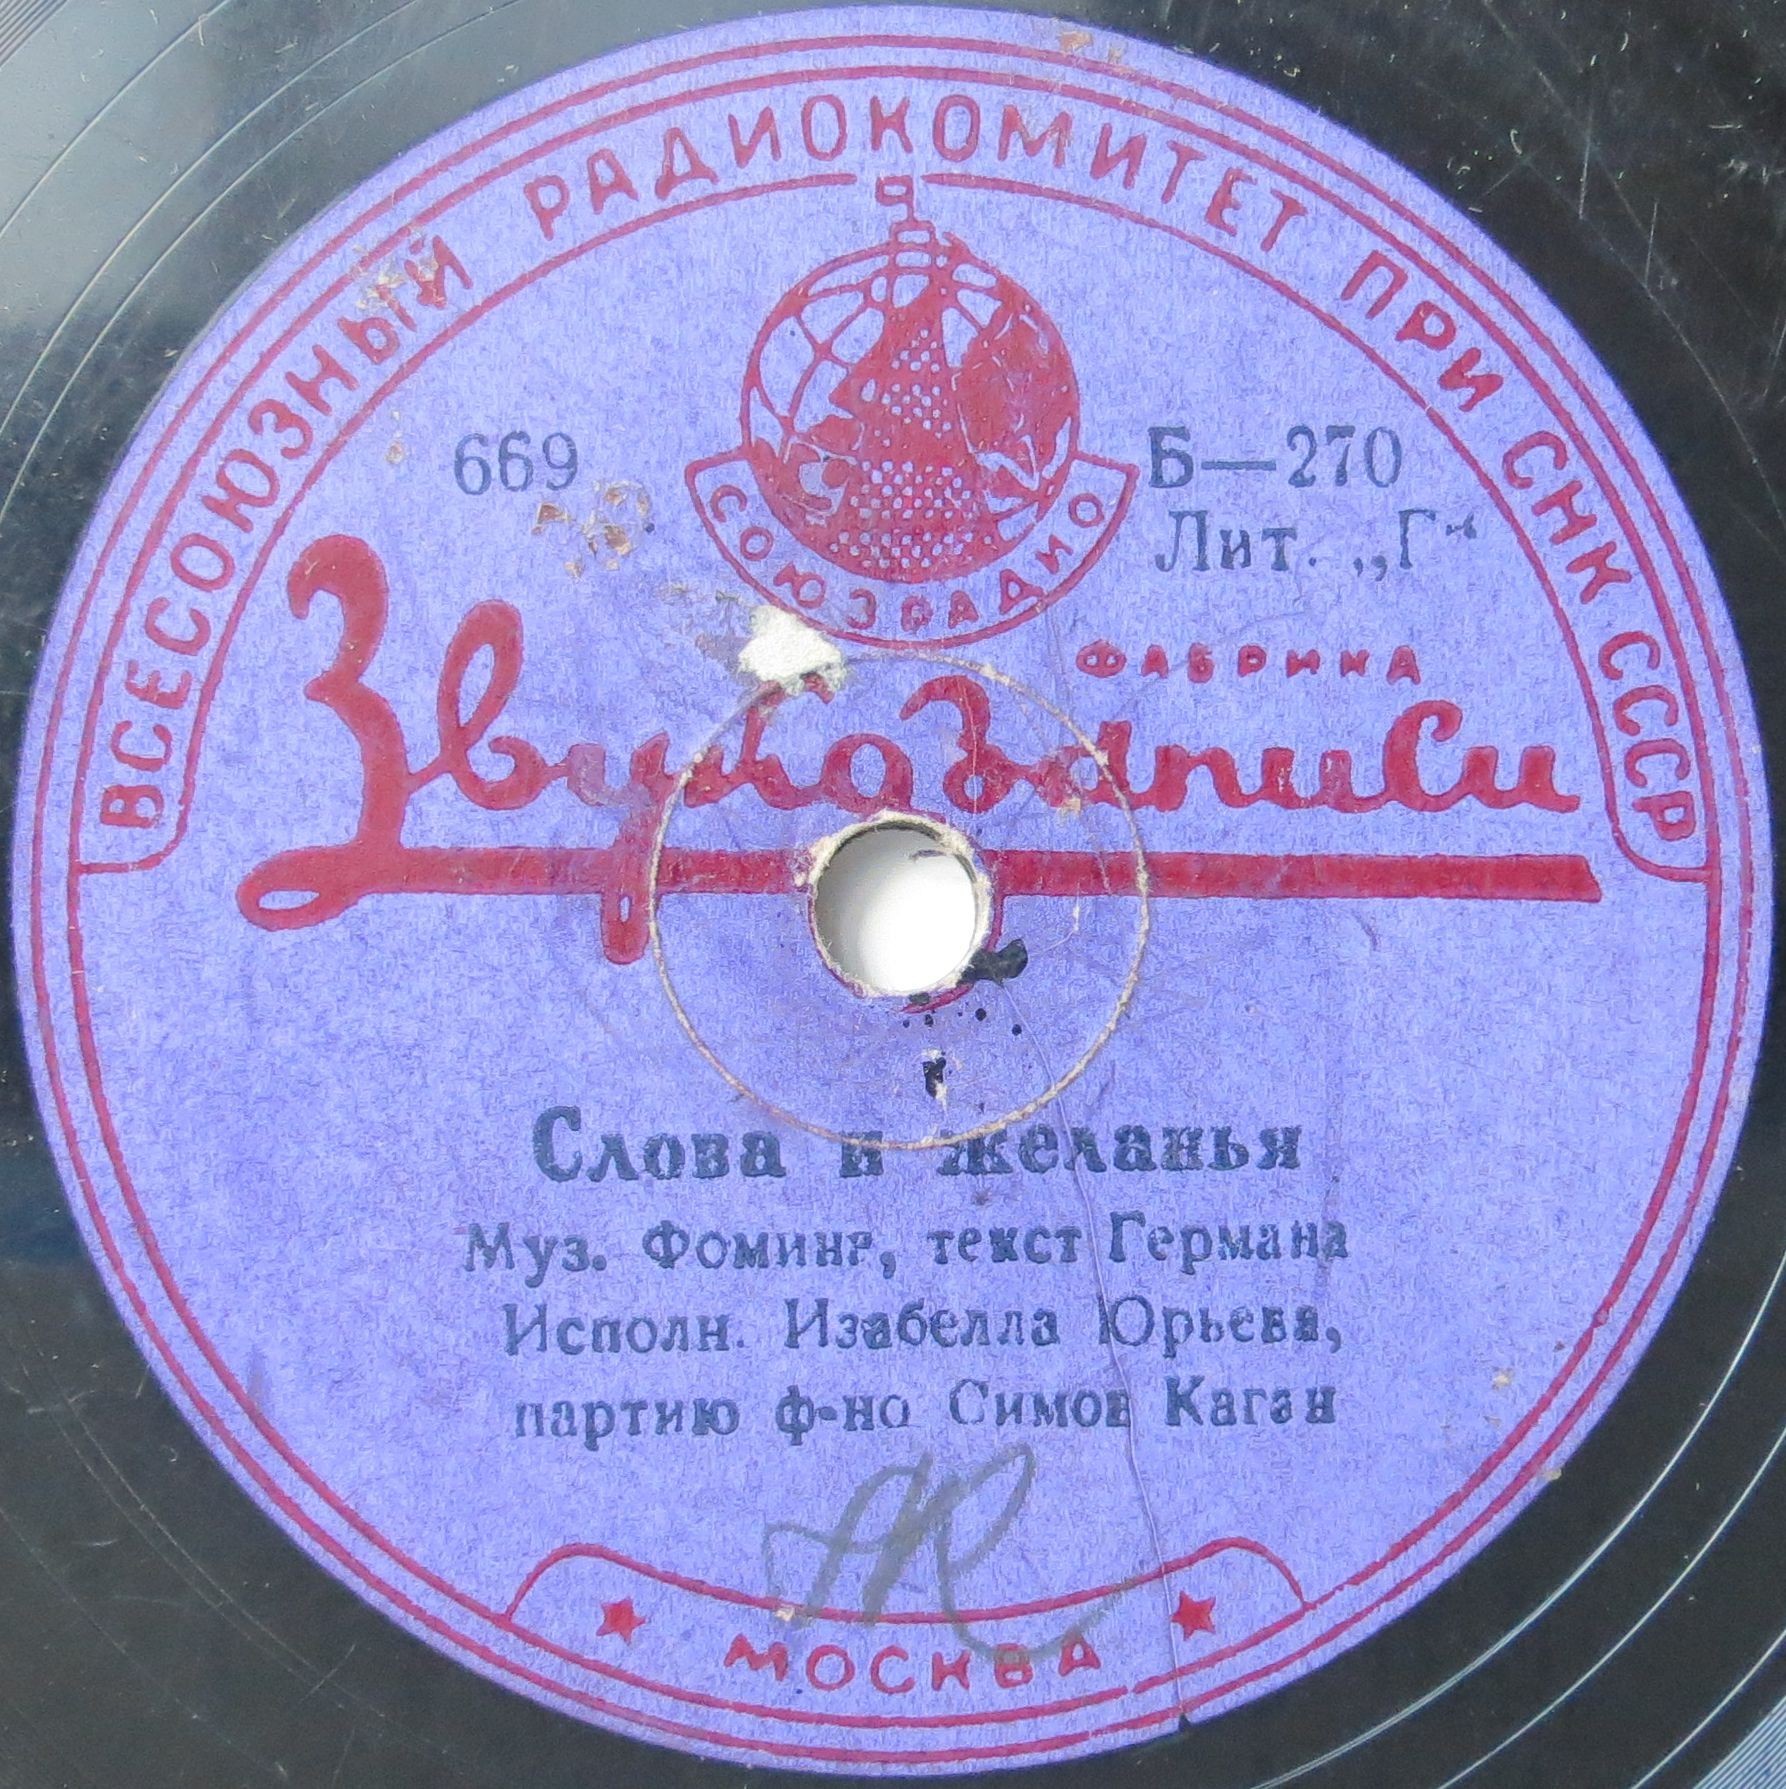 ВСЕСОЮЗНЫЙ РАДИОКОМИТЕТ ПРИ СНК СССР
СОЮЗРАДИО
669
Б—270
Лит. „Г“
ФАБРИКА
Звукозаписи
Слова и желанья
Муз. Фомина, текст Германа
Исполн. Изабелла Юрьева,
партию ф-но Симов Каган
МОСКВА